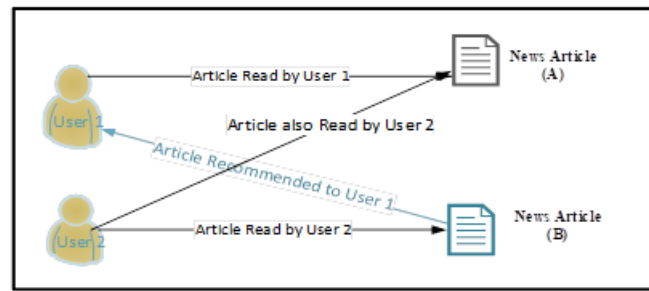 Article Read by User 1
News Article
(A)
User 1
Article also Read by User 2
Article Recommended to User 1
User 2
Article Read by User 2
News Article
(B)